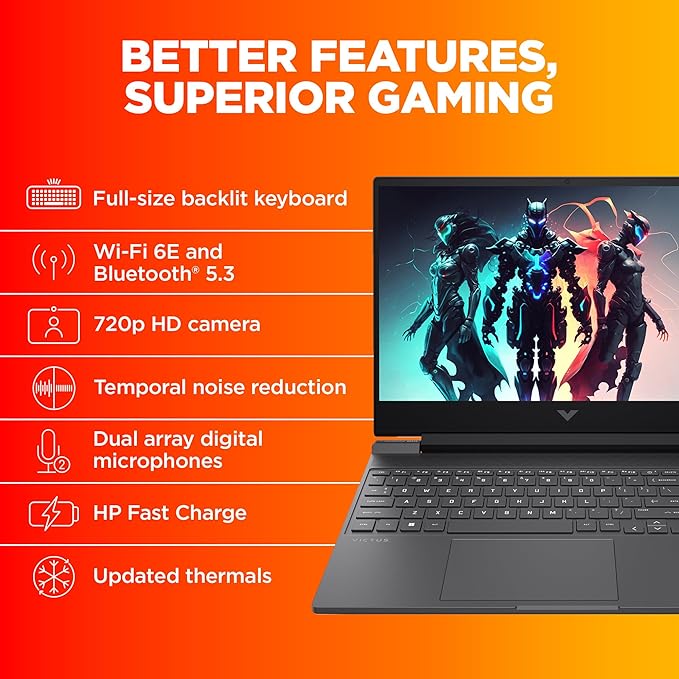 BETTER FEATURES,
SUPERIOR GAMING
Full-size backlit keyboard
Wi-Fi 6E and
Bluetooth® 5.3
720p HD camera
Temporal noise reduction
Dual array digital
microphones
2
HP Fast Charge
Updated thermals
VICTUS